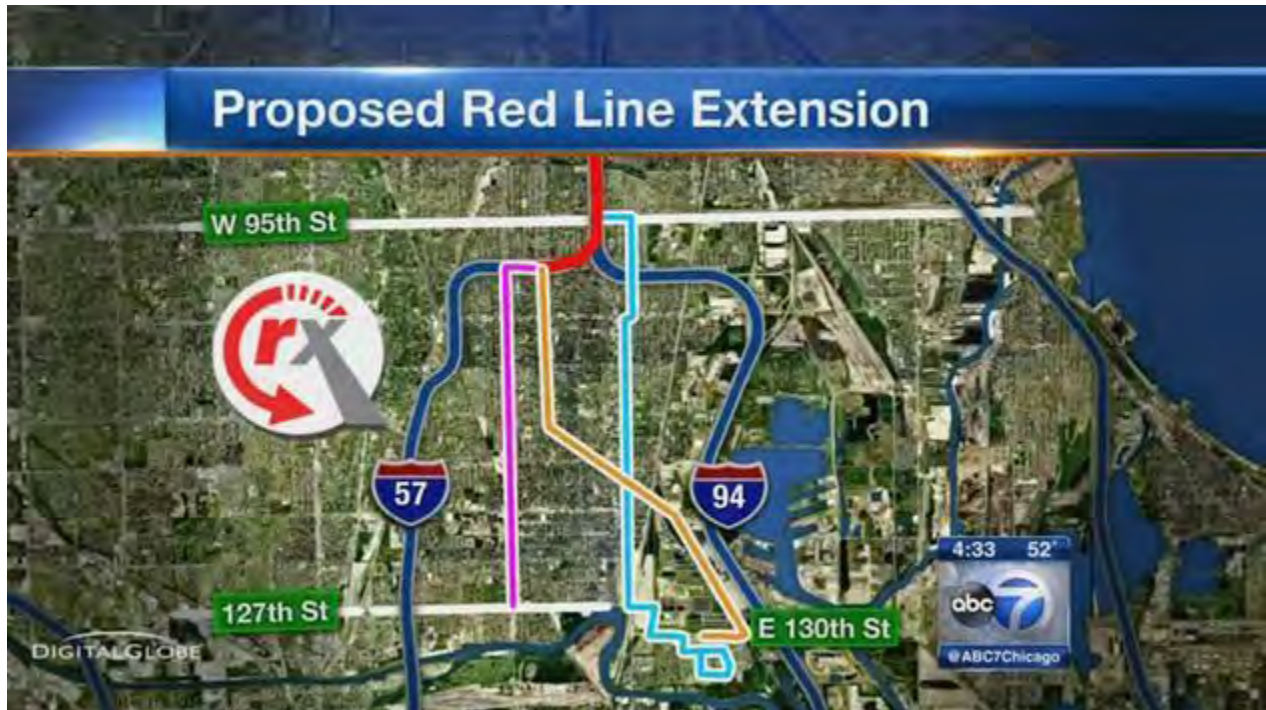 Proposed Red Line Extension
W 95th St
rx
57
94
127th St
E 130th St
4:33 52°
abc 7
@ABC7Chicago
DIGITALGLOBE